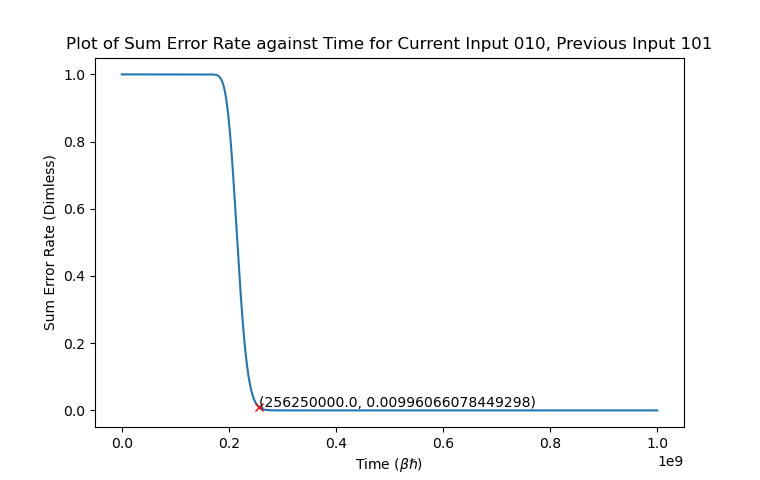 Plot of Sum Error Rate against Time for Current Input 010, Previous Input 101
Sum Error Rate (Dimless)
1.0
0.8
0.6
0.4
0.2
0.0
(256250000.0, 0.00996066078449298)
0.0 0.2 0.4 0.6 0.8 1.0
1e9
Time (βℏ)